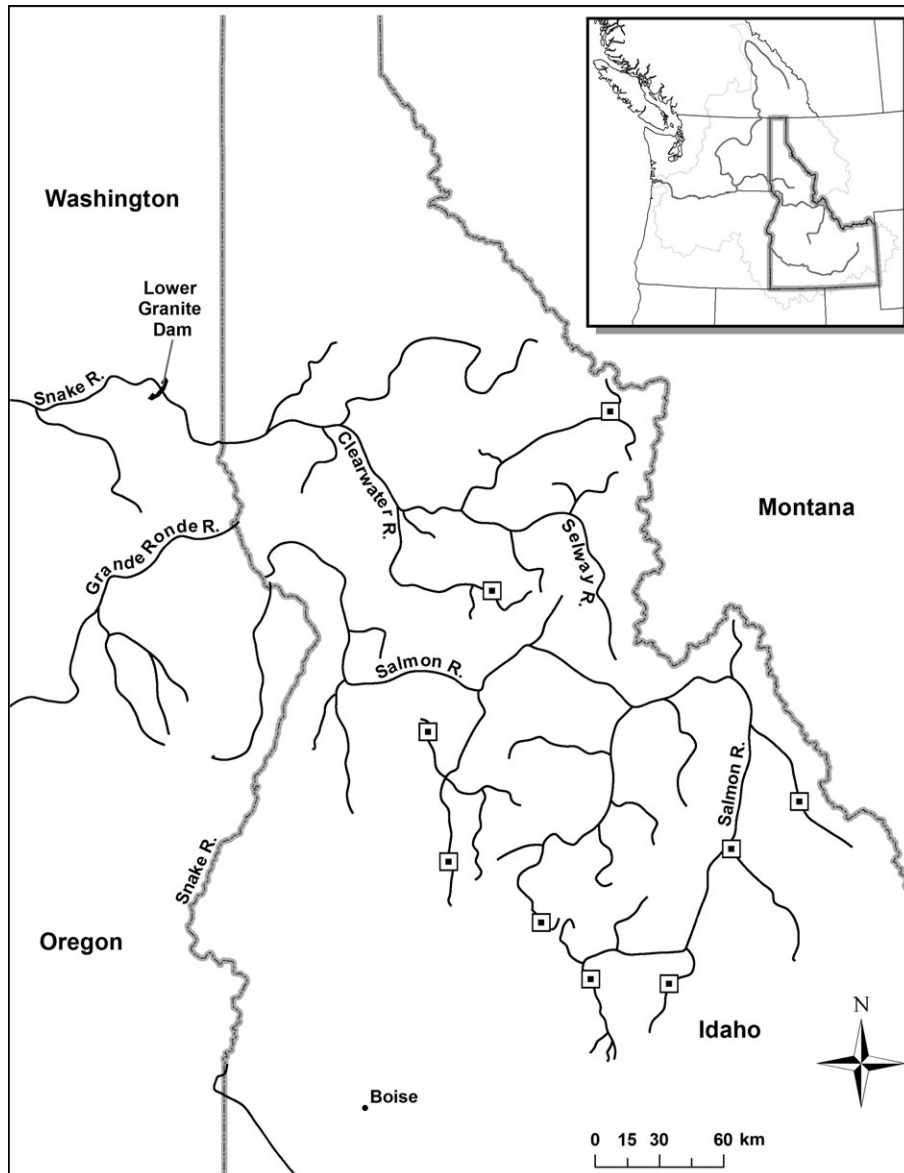 Washington
Lower
Granite
Dam
Snake R.
Clearwater R.
Selway R.
Montana
Grande Ronde R.
Salmon R.
Salmon R.
Snake R.
Oregon
Idaho
N
Boise
0 15 30 60 km